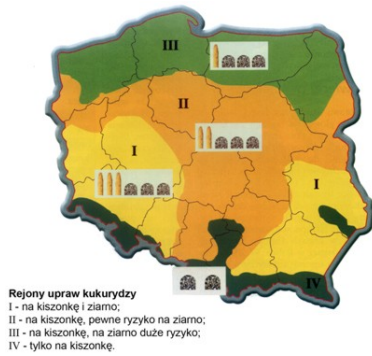 III
II
I
I
IV
Rejony upraw kukurydzy
I - na kiszonkę i ziarno;
II - na kiszonkę, pewne ryzyko na ziarno;
III - na kiszonkę, na ziarno duże ryzyko;
IV - tylko na kiszonkę.